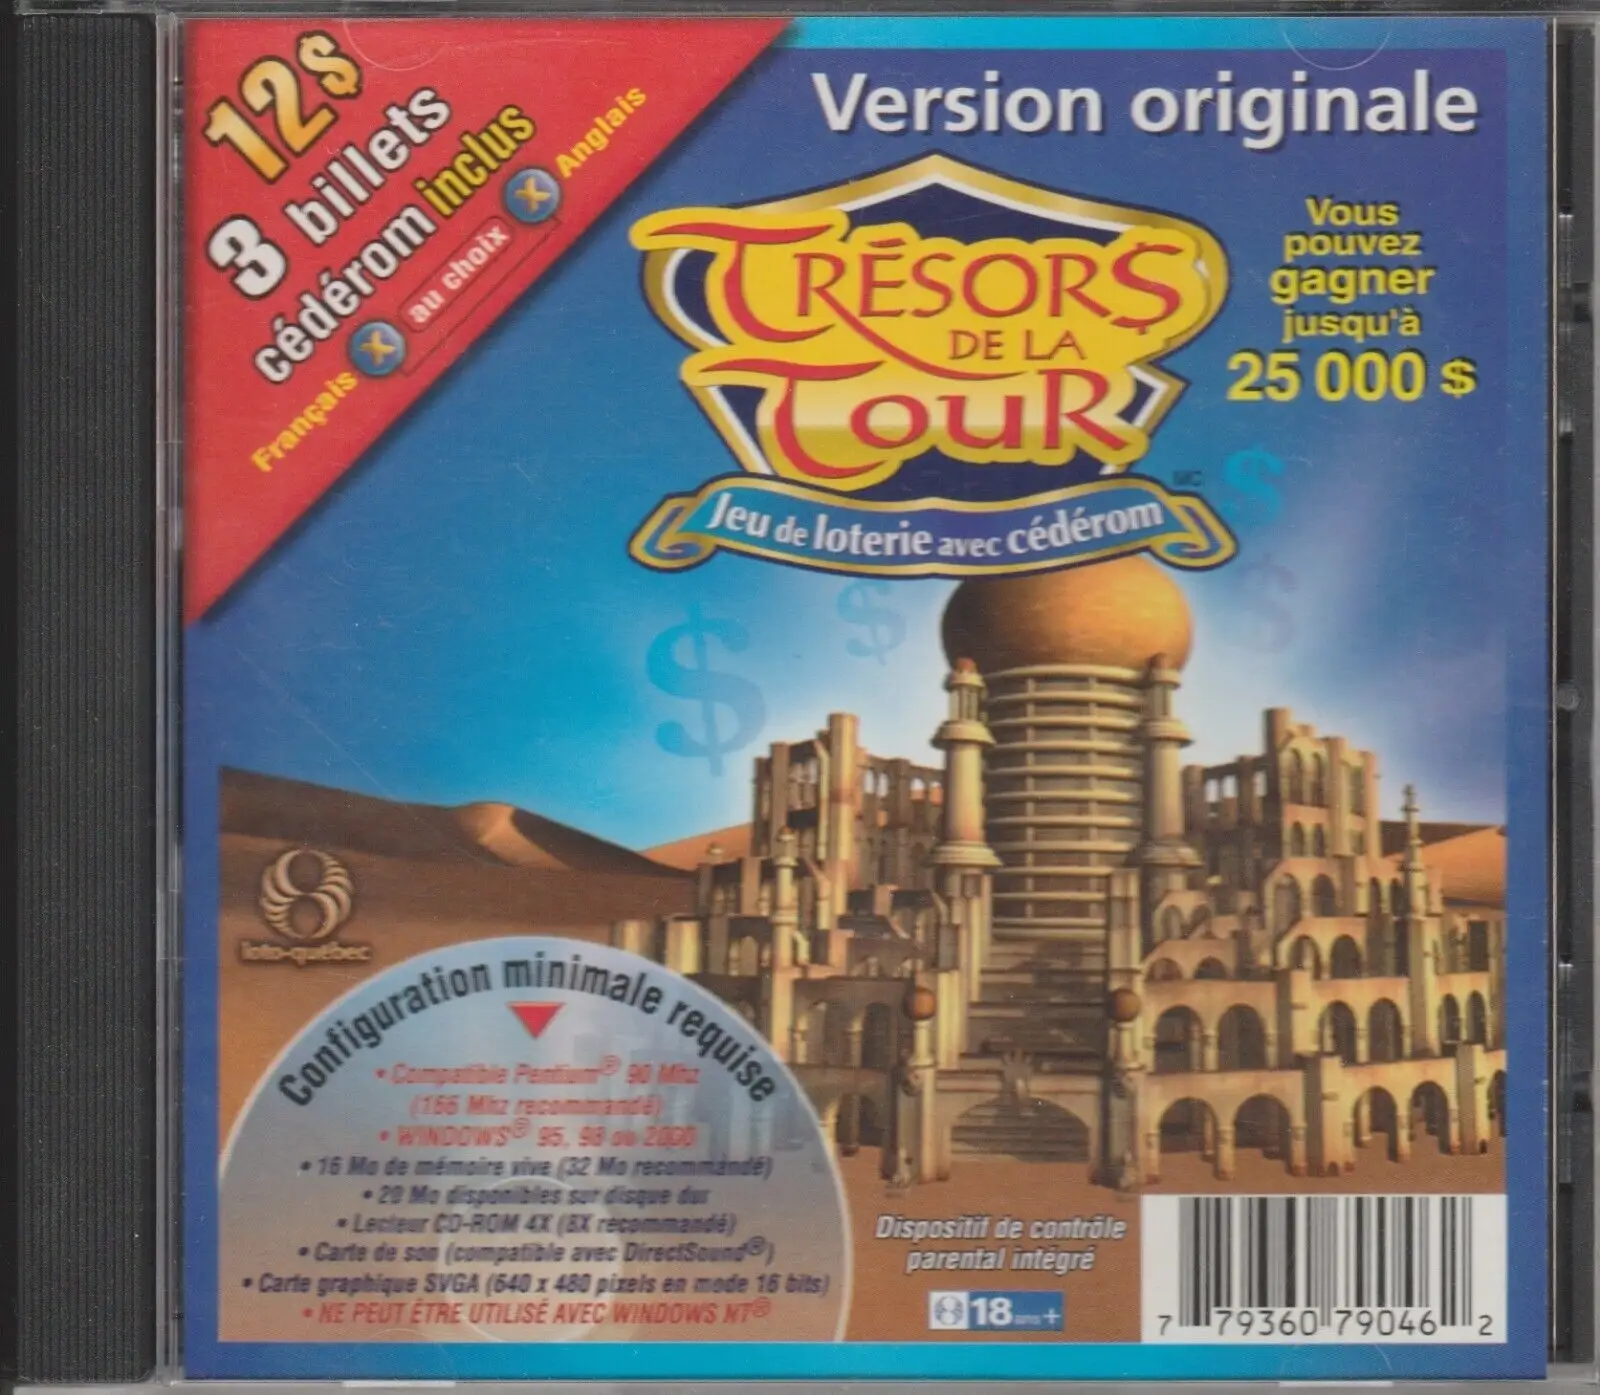 12$
3 billets
cédérom inclus
Français X au choix X Anglais
Version originale
TRÉSOR$
DE LA
TOUR
MC
Jeu de loterie avec cédérom
Vous
pouvez
gagner
jusqu'à
25 000 $
loto-québec
Configuration minimale requise
• Compatible Pentium® 90 Mhz
(166 Mhz recommandé)
• WINDOWS® 95, 98 ou 2000
• 16 Mo de mémoire vive (32 Mo recommandé)
• 20 Mo disponibles sur disque dur
• Lecteur CD-ROM 4X (8X recommandé)
• Carte de son (compatible avec DirectSound®)
• Carte graphique SVGA (640 x 480 pixels en mode 16 bits)
• NE PEUT ÊTRE UTILISÉ AVEC WINDOWS NT®
Dispositif de contrôle
parental intégré
18 ans +
7 79360 79046 2